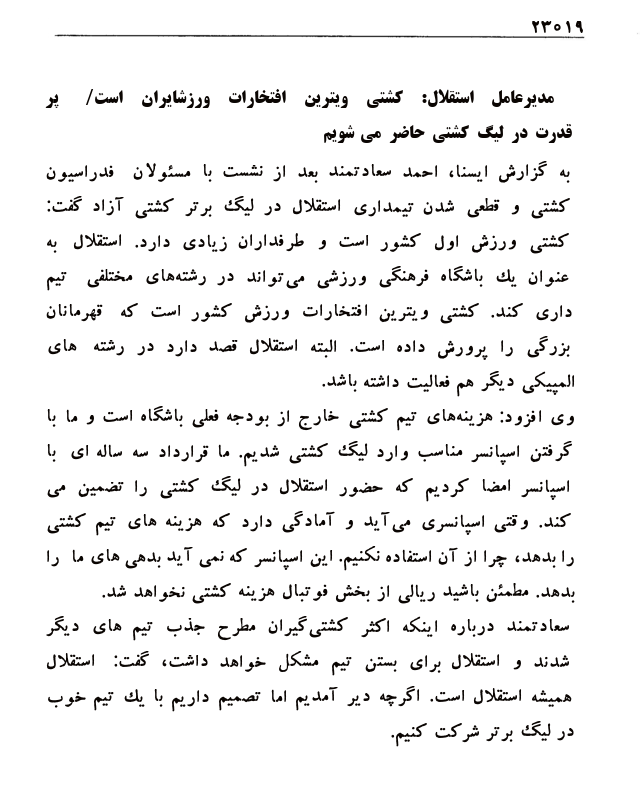 ۲۳۰۱۹
مدیرعامل استقلال: کشتی ویترین افتخارات ورزشایران است/ پر
قدرت در لیگ کشتی حاضر می شویم
به گزارش ایسنا، احمد سعادتمند بعد از نشست با مسئولان فدراسیون
کشتی و قطعی شدن تیمداری استقلال در لیگ برتر کشتی آزاد گفت:
کشتی ورزش اول کشور است و طرفداران زیادی دارد. استقلال به
عنوان یك باشگاه فرهنگی ورزشی می‌تواند در رشته‌های مختلفی تیم
داری کند. کشتی ویترین افتخارات ورزش کشور است که قهرمانان
بزرگی را پرورش داده است. البته استقلال قصد دارد در رشته های
المپیکی دیگر هم فعالیت داشته باشد.
وی افزود: هزینه‌های تیم کشتی خارج از بودجه فعلی باشگاه است و ما با
گرفتن اسپانسر مناسب وارد لیگ کشتی شدیم. ما قرارداد سه ساله ای با
اسپانسر امضا کردیم که حضور استقلال در لیگ کشتی را تضمین می
کند. وقتی اسپانسری می‌آید و آمادگی دارد که هزینه های تیم کشتی
را بدهد، چرا از آن استفاده نکنیم. این اسپانسر که نمی آید بدهی های ما را
بدهد. مطمئن باشید ریالی از بخش فوتبال هزینه کشتی نخواهد شد.
سعادتمند درباره اینکه اکثر کشتی‌گیران مطرح جذب تیم های دیگر
شدند و استقلال برای بستن تیم مشکل خواهد داشت، گفت: استقلال
همیشه استقلال است. اگرچه دیر آمدیم اما تصمیم داریم با یك تیم خوب
در لیگ برتر شرکت کنیم.